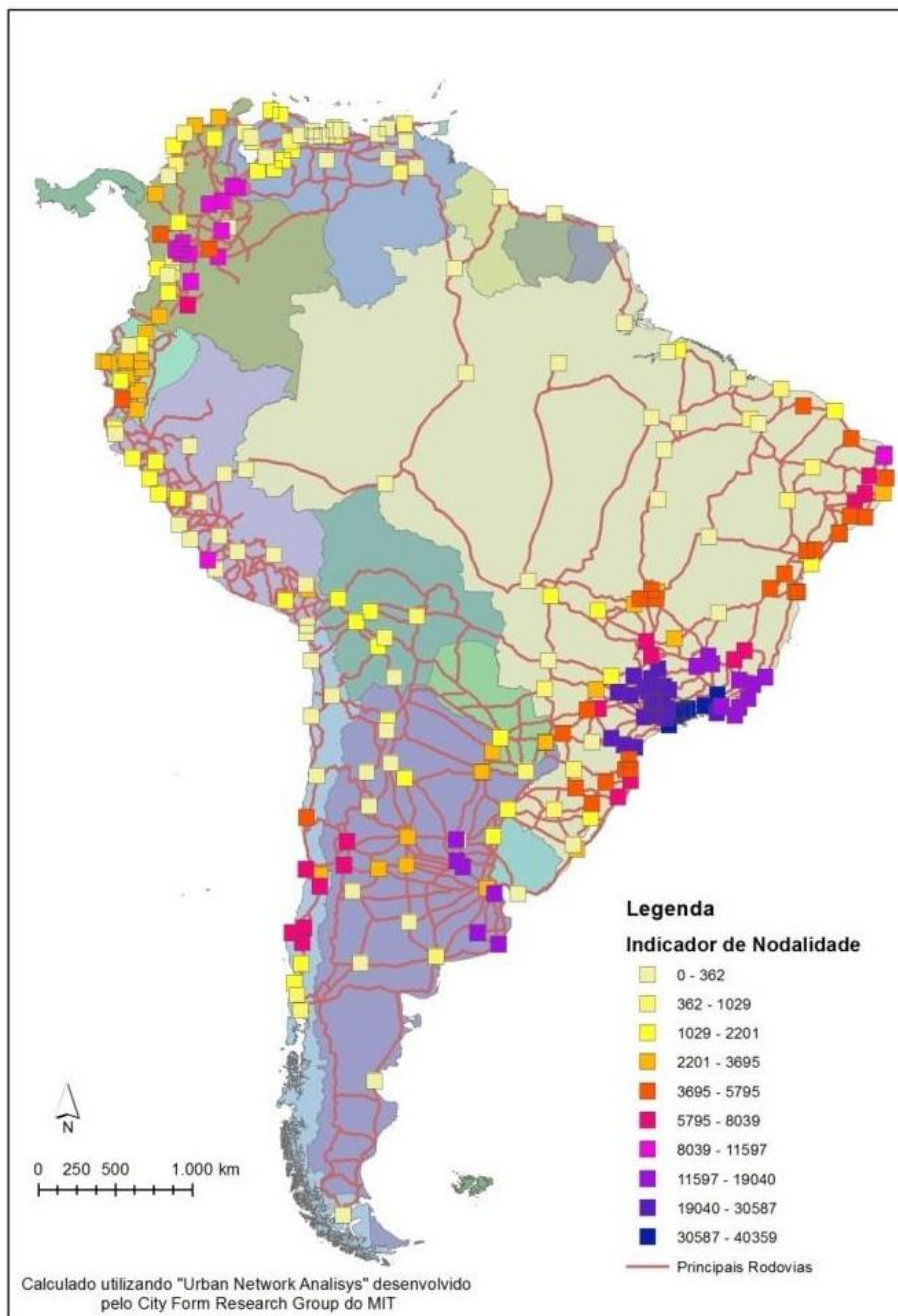 Legenda
Indicador de Nodalidade
0 - 362
362 - 1029
1029 - 2201
2201 - 3695
3695 - 5795
5795 - 8039
8039 - 11597
11597 - 19040
19040 - 30587
30587 - 40359
Principais Rodovias
N
0 250 500 1.000 km
Calculado utilizando "Urban Network Analisys" desenvolvido
pelo City Form Research Group do MIT